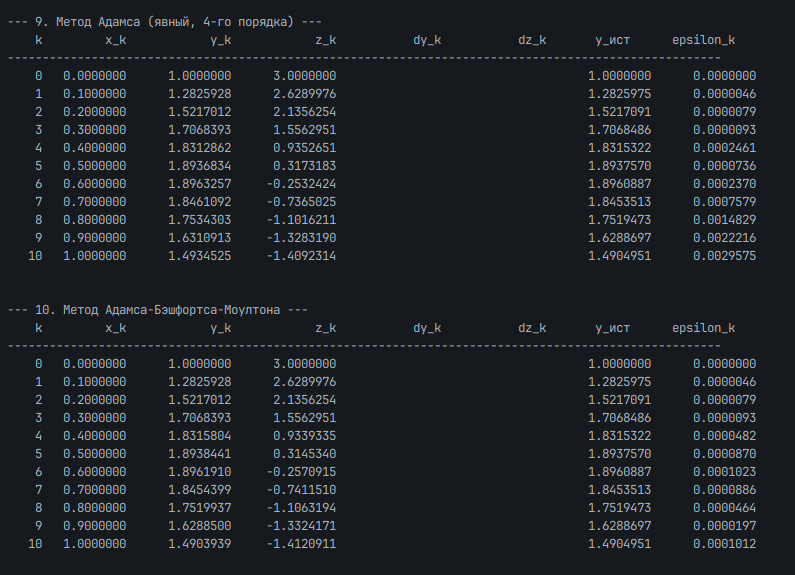 --- 9. Метод Адамса (явный, 4-го порядка) ---
k x_k y_k z_k dy_k dz_k y_ист epsilon_k
----------------------------------------------------------------------------------------------------
0 0.0000000 1.0000000 3.0000000 1.0000000 0.0000000
1 0.1000000 1.2825928 2.6289976 1.2825975 0.0000046
2 0.2000000 1.5217012 2.1356254 1.5217091 0.0000079
3 0.3000000 1.7068393 1.5562951 1.7068486 0.0000093
4 0.4000000 1.8312862 0.9352651 1.8315322 0.0002461
5 0.5000000 1.8936834 0.3173183 1.8937570 0.0000736
6 0.6000000 1.8963257 -0.2532424 1.8960887 0.0002370
7 0.7000000 1.8461092 -0.7365025 1.8453513 0.0007579
8 0.8000000 1.7534303 -1.1016211 1.7519473 0.0014829
9 0.9000000 1.6310913 -1.3283190 1.6288697 0.0022216
10 1.0000000 1.4934525 -1.4092314 1.4904951 0.0029575
--- 10. Метод Адамса-Бэшфортса-Моултона ---
k x_k y_k z_k dy_k dz_k y_ист epsilon_k
----------------------------------------------------------------------------------------------------
0 0.0000000 1.0000000 3.0000000 1.0000000 0.0000000
1 0.1000000 1.2825928 2.6289976 1.2825975 0.0000046
2 0.2000000 1.5217012 2.1356254 1.5217091 0.0000079
3 0.3000000 1.7068393 1.5562951 1.7068486 0.0000093
4 0.4000000 1.8315804 0.9339335 1.8315322 0.0000482
5 0.5000000 1.8938441 0.3145340 1.8937570 0.0000870
6 0.6000000 1.8961910 -0.2570915 1.8960887 0.0001023
7 0.7000000 1.8454399 -0.7411510 1.8453513 0.0000886
8 0.8000000 1.7519937 -1.1063194 1.7519473 0.0000464
9 0.9000000 1.6288500 -1.3324171 1.6288697 0.0000197
10 1.0000000 1.4903939 -1.4120911 1.4904951 0.0001012